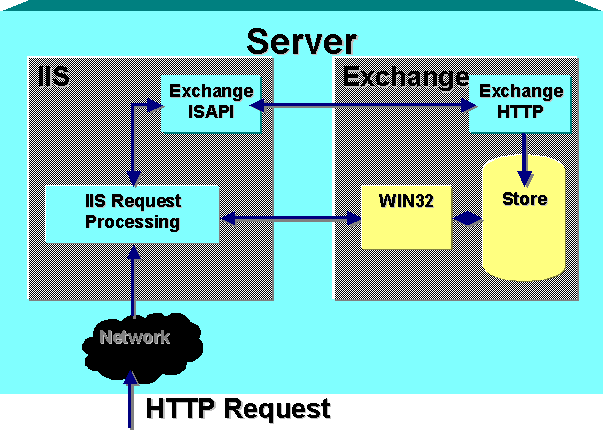 Server
IIS
Exchange
Exchange
ISAPI
Exchange
HTTP
IIS Request
Processing
WIN32
Store
Network
HTTP Request